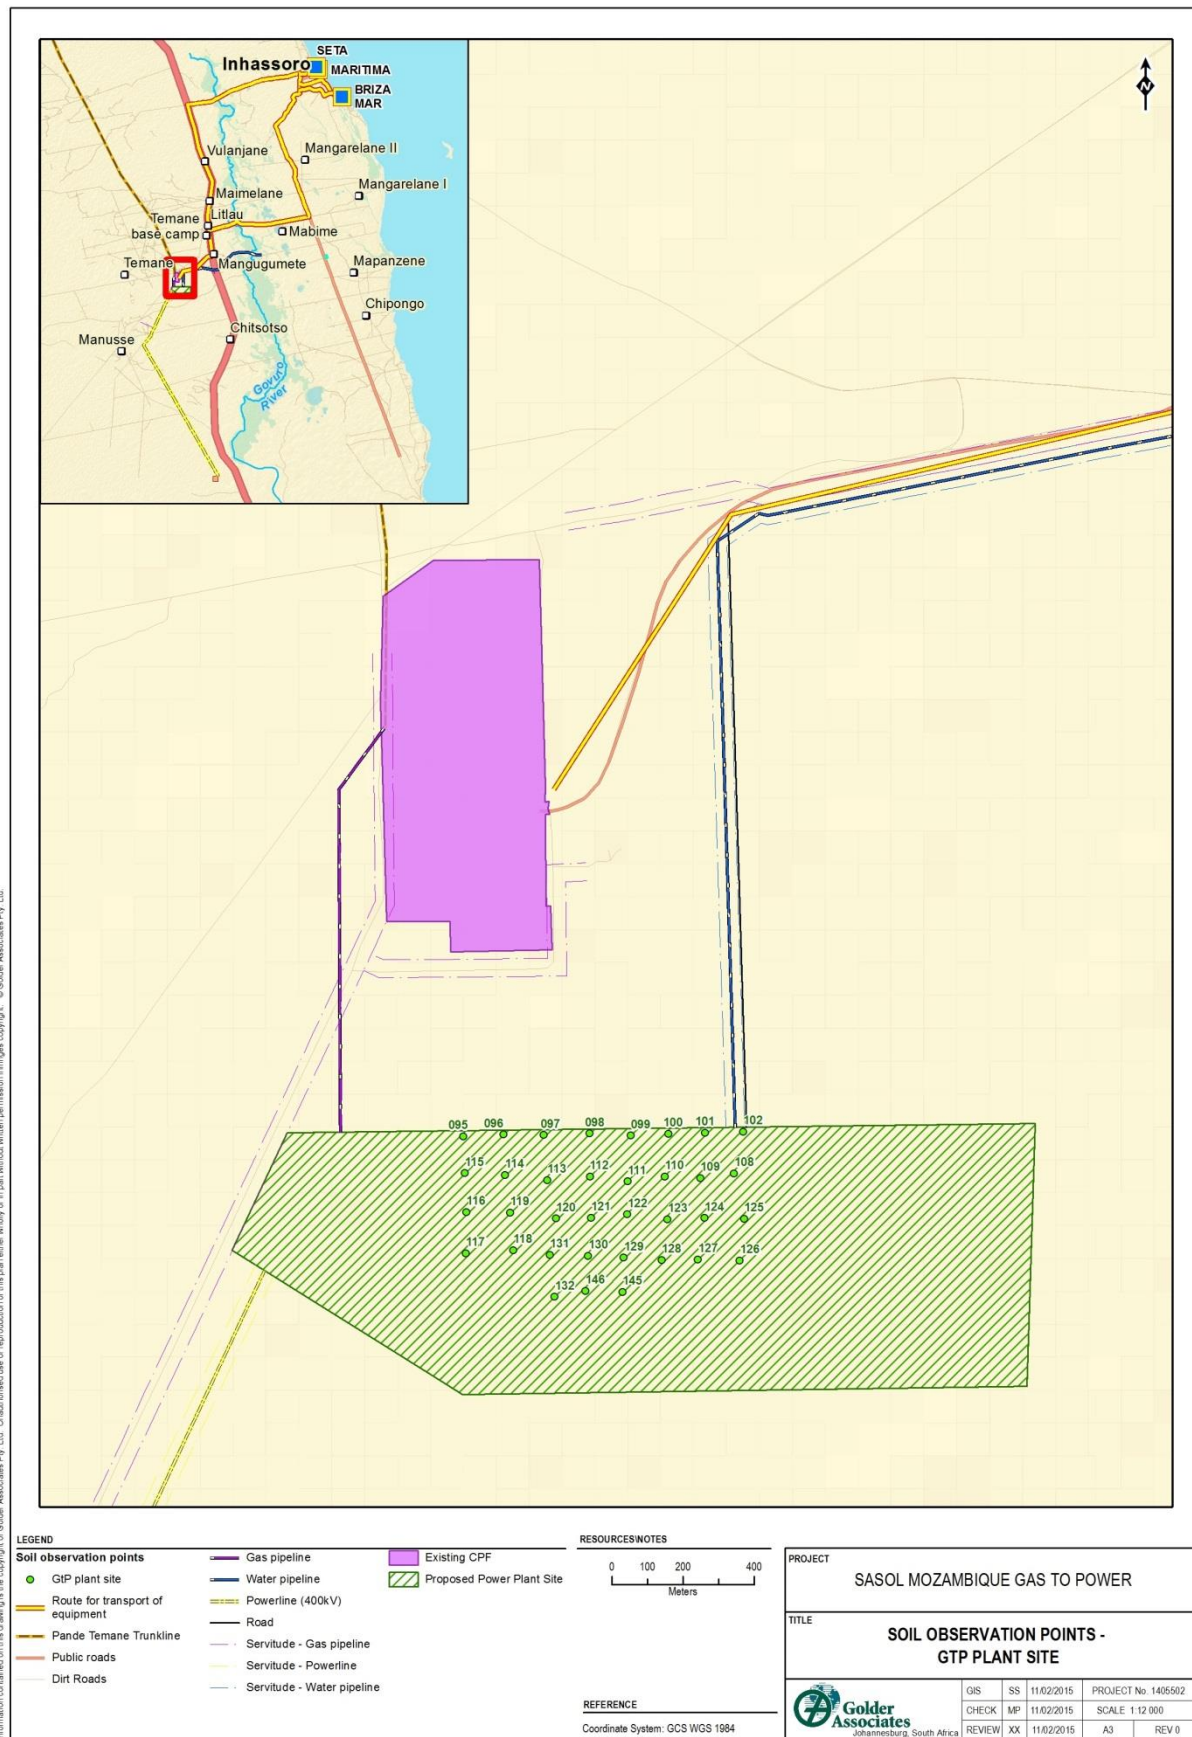 SETA
Inhassoro
MARITIMA
BRIZA
MAR
Vulanjane
Mangarelane II
Mangarelane I
Maimelane
Litlau
Temane
base camp
Mabime
Temane
Mangugumete
Mapanzene
Chipongo
Chitsotso
Manusse
Govuro
River
N
095 096 097 098 099 100 101 102
115 114 113 112 111 110 109 108
116 119 120 121 122 123 124 125
117 118 131 130 129 128 127 126
132 146 145
LEGEND
Soil observation points
GtP plant site
Route for transport of
equipment
Pande Temane Trunkline
Public roads
Dirt Roads
Gas pipeline
Water pipeline
Powerline (400kV)
Road
Servitude - Gas pipeline
Servitude - Powerline
Servitude - Water pipeline
Existing CPF
Proposed Power Plant Site
RESOURCES\NOTES
0 100 200 400
Meters
REFERENCE
Coordinate System: GCS WGS 1984
PROJECT
SASOL MOZAMBIQUE GAS TO POWER
TITLE
SOIL OBSERVATION POINTS -
GTP PLANT SITE
Golder
Associates
Johannesburg, South Africa
GIS SS 11/02/2015 PROJECT No. 1405502
CHECK MP 11/02/2015 SCALE 1:12 000
REVIEW XX 11/02/2015 A3 REV 0